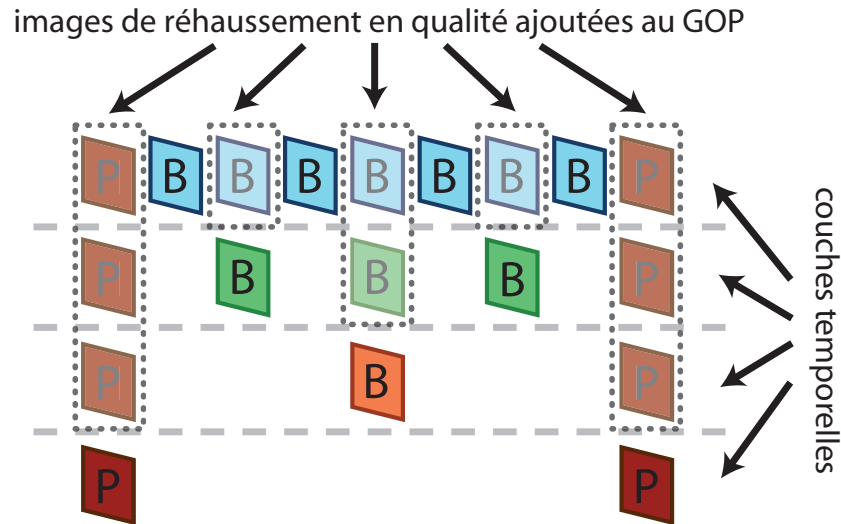 images de réhaussement en qualité ajoutées au GOP
P B B B B B B B P
P B B B P
P B P
P P
couches temporelles